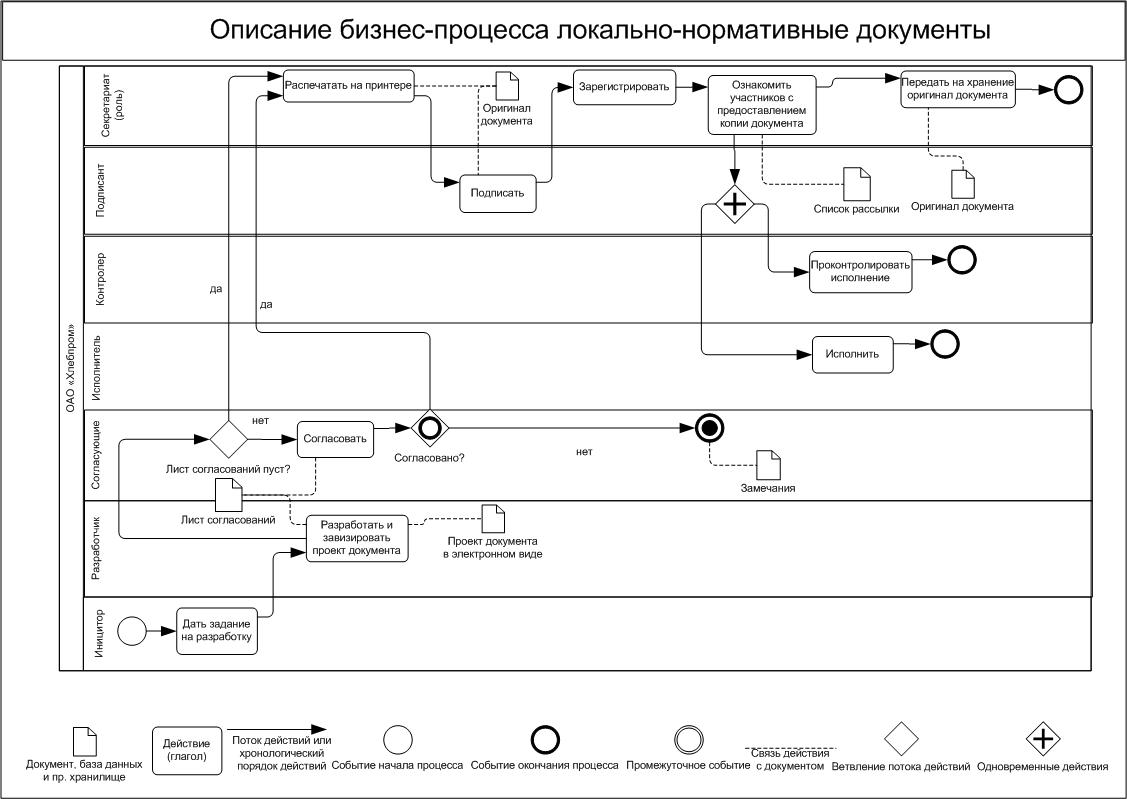 Описание бизнес-процесса локально-нормативные документы
ОАО «Хлебпром»
Секретариат
(роль)
Распечатать на принтере
Оригинал
документа
Зарегистрировать
Ознакомить
участников с
предоставлением
копии документа
Передать на хранение
оригинал документа
Подписант
Подписать
Список рассылки
Оригинал документа
Контролер
да
да
Проконтролировать
исполнение
Исполнитель
Исполнить
Согласующие
нет
Согласовать
Лист согласований пуст?
Согласовано?
нет
Замечания
Лист согласований
Разработчик
Разработать и
завизировать
проект документа
Проект документа
в электронном виде
Иницитор
Дать задание
на разработку
Документ, база данных
и пр. хранилище
Действие
(глагол)
Поток действий или
хронологический
порядок действий
Событие начала процесса
Событие окончания процесса
Промежуточное событие
Связь действия
с документом
Ветвление потока действий
Одновременные действия